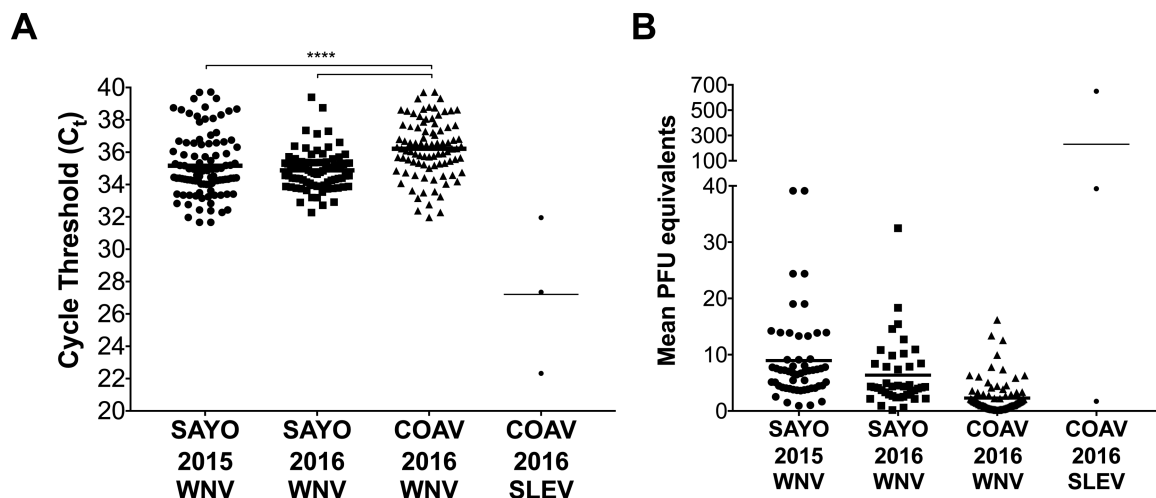 A
Cycle Threshold (Ct)
****
40
38
36
34
32
30
28
26
24
22
20
SAYO
2015
WNV
SAYO
2016
WNV
COAV
2016
WNV
COAV
2016
SLEV
B
Mean PFU equivalents
700
500
300
100
40
30
20
10
0
SAYO
2015
WNV
SAYO
2016
WNV
COAV
2016
WNV
COAV
2016
SLEV